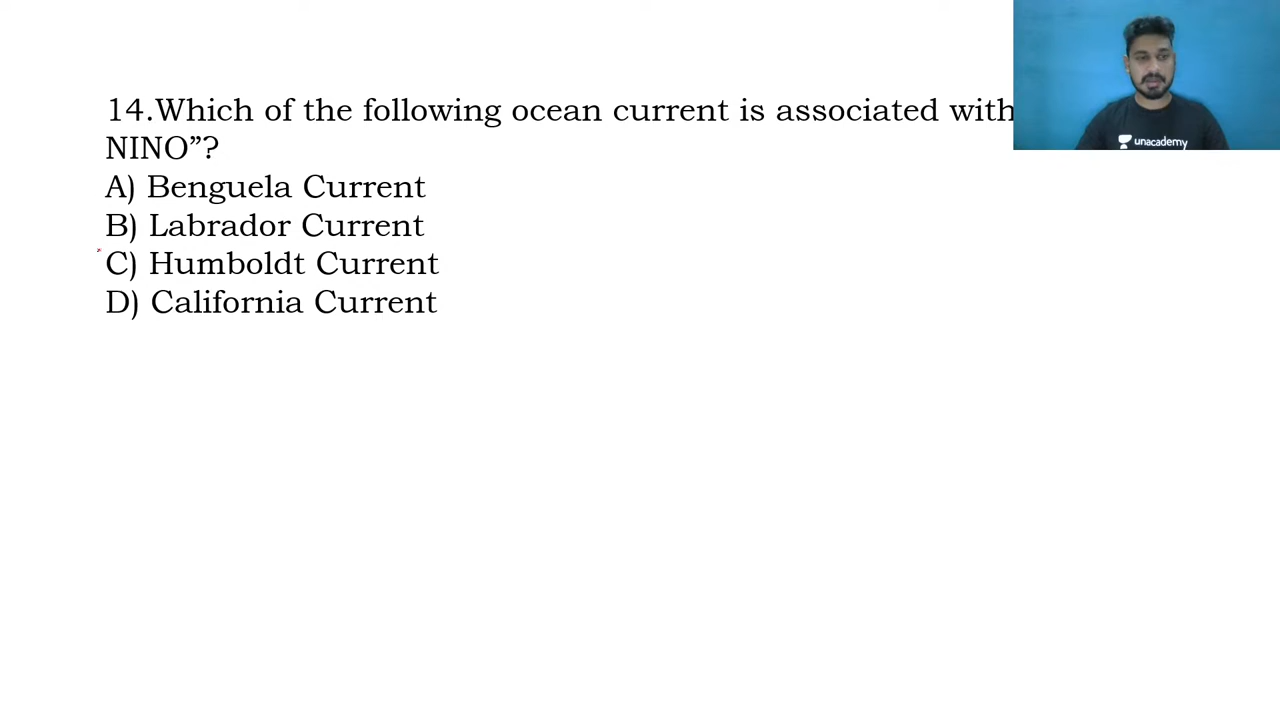 14.Which of the following ocean current is associated with
NINO”?
A) Benguela Current
B) Labrador Current
C) Humboldt Current
D) California Current
unacademy